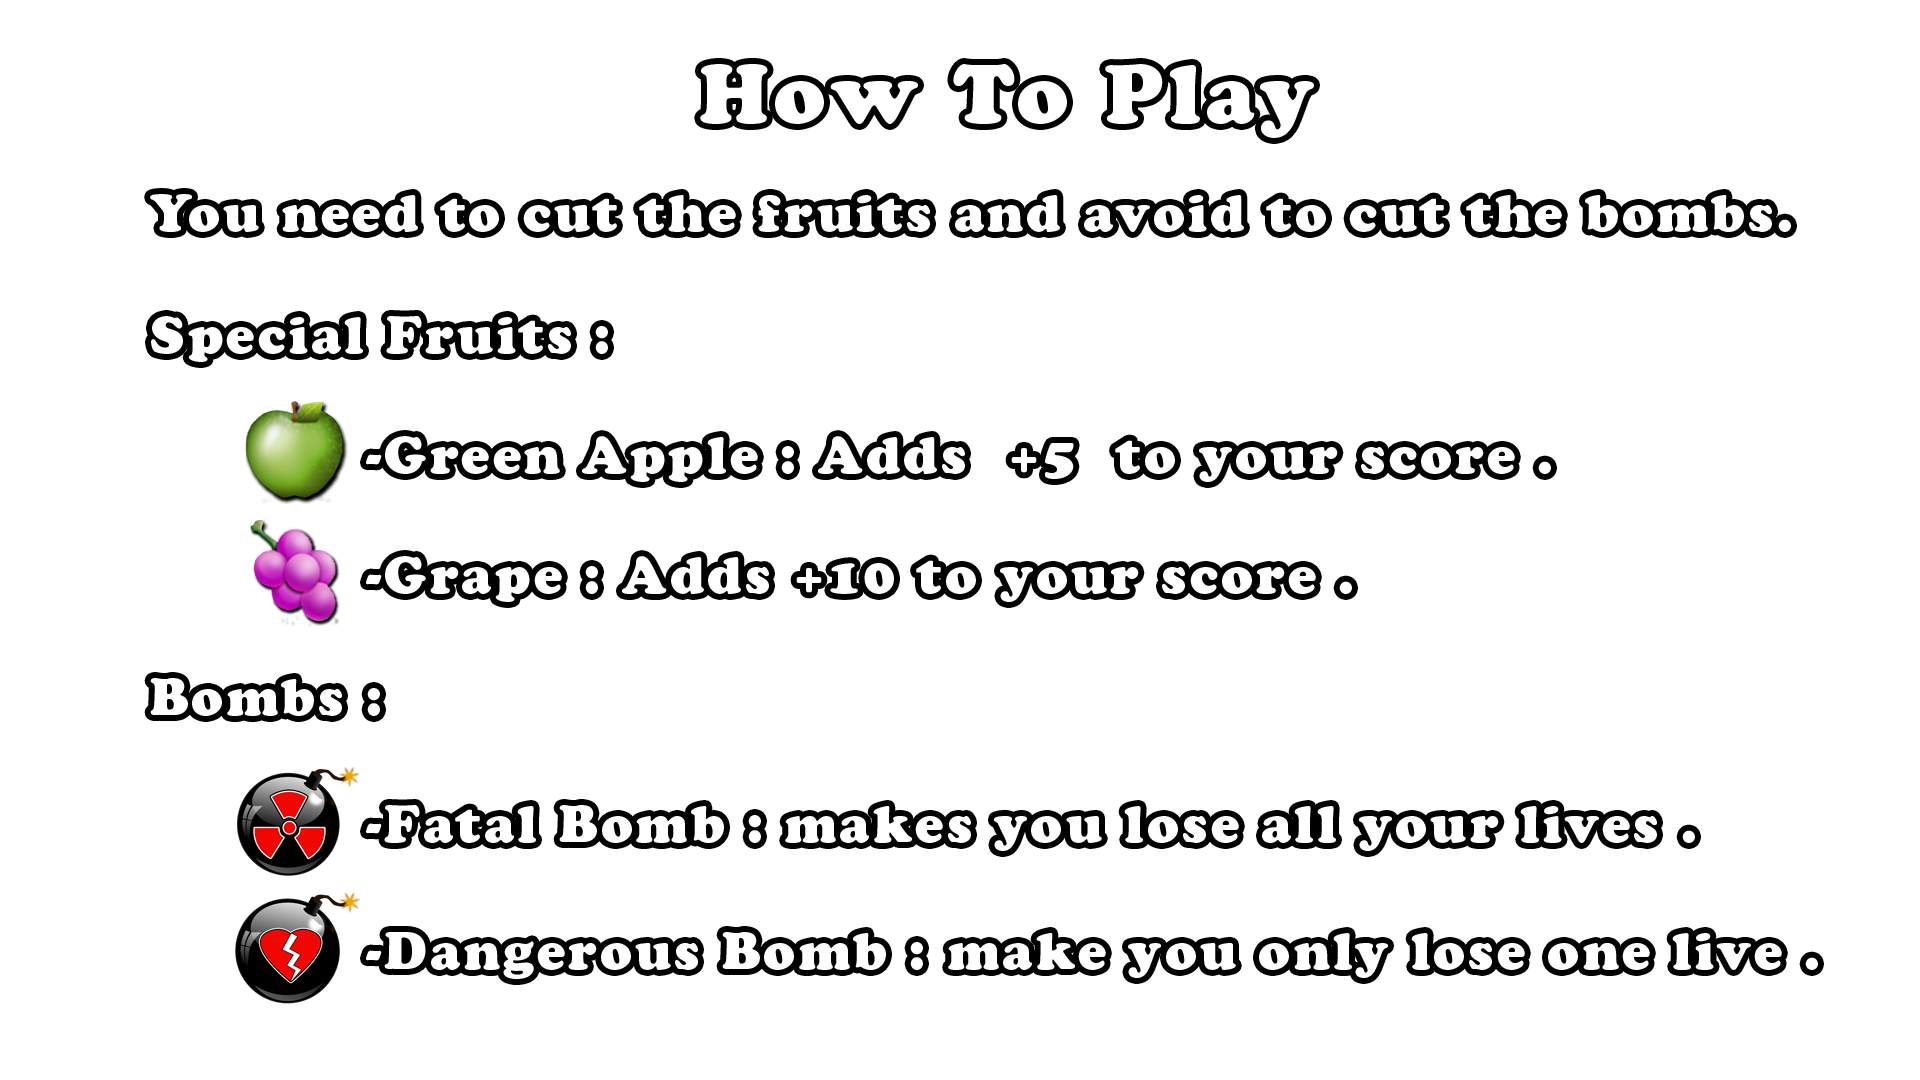 How To Play
You need to cut the fruits and avoid to cut the bombs.
Special Fruits :
-Green Apple : Adds +5 to your score .
-Grape : Adds +10 to your score .
Bombs :
-Fatal Bomb : makes you lose all your lives .
-Dangerous Bomb : make you only lose one live .